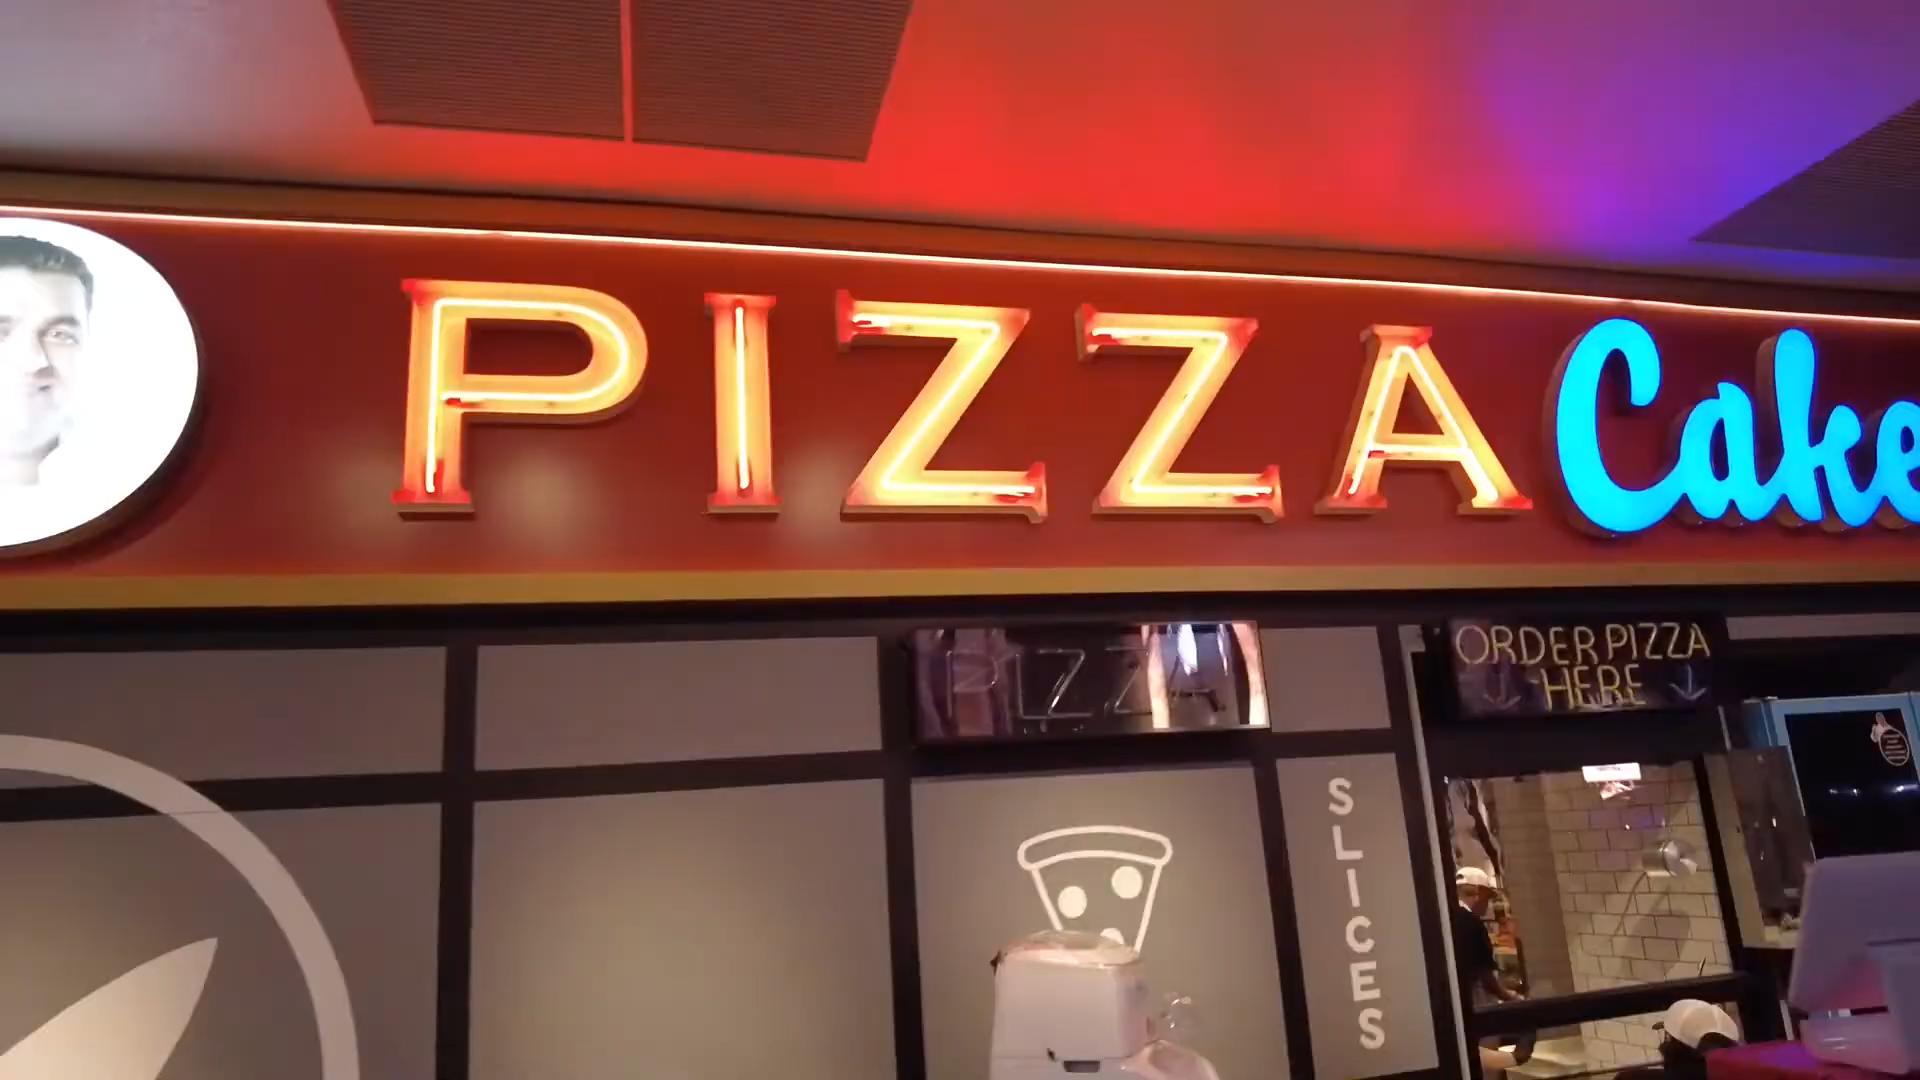 PIZZA Cake
PIZZA
ORDER PIZZA
HERE
SLICES